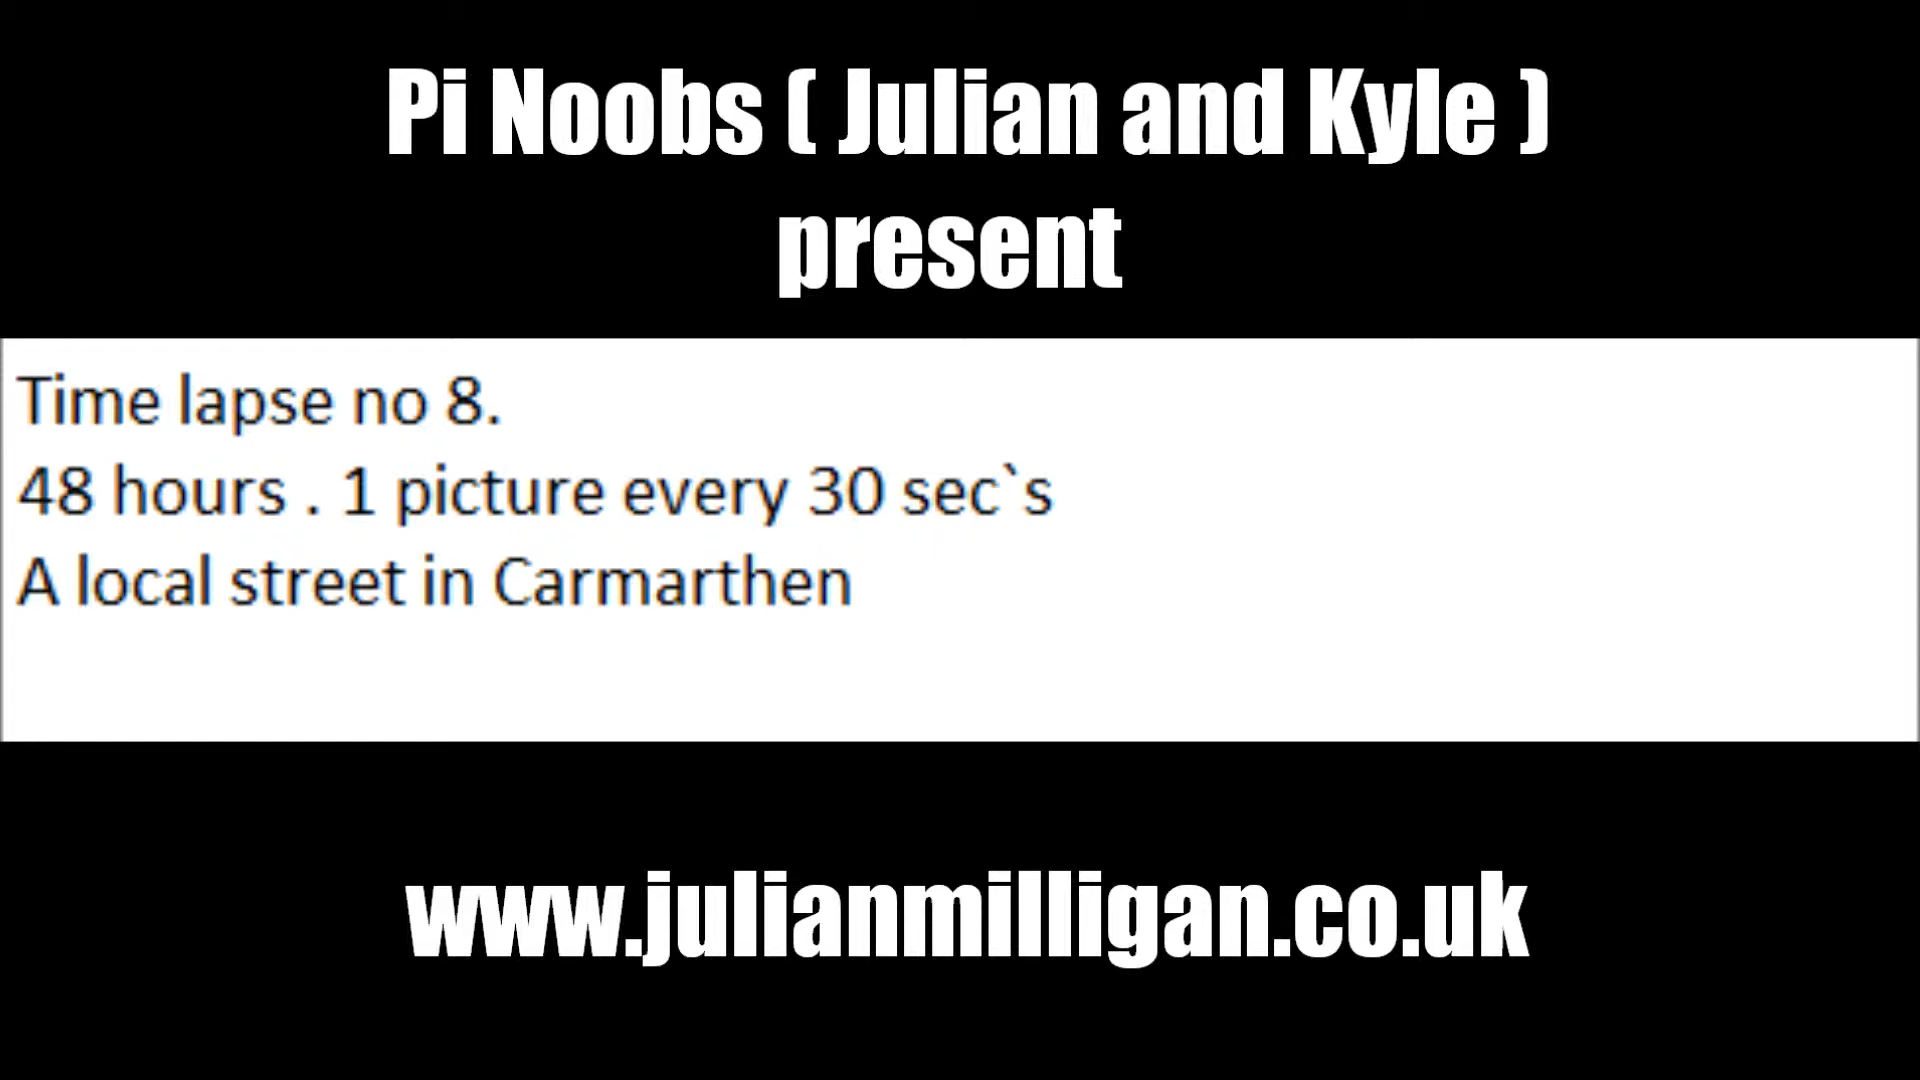 Pi Noobs ( Julian and Kyle )
present
Time lapse no 8.
48 hours . 1 picture every 30 sec`s
A local street in Carmarthen
www.julianmilligan.co.uk